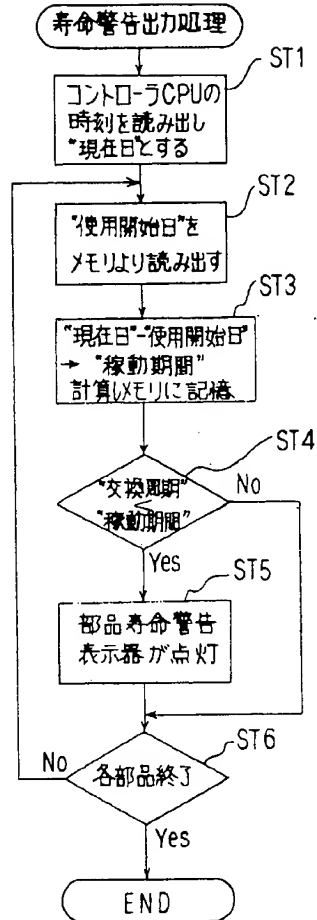 寿命警告出力処理
ST1
コントローラCPUの
時刻を読み出し
"現在日"とする
ST2
"使用開始日"を
メモリより読み出す
ST3
"現在日"-"使用開始日"
→ "稼動期間"
計算しメモリに記憶
ST4
"交換周期"
<
"稼動期間"
No
Yes
ST5
部品寿命警告
表示器が点灯
ST6
No
各部品終了
Yes
END